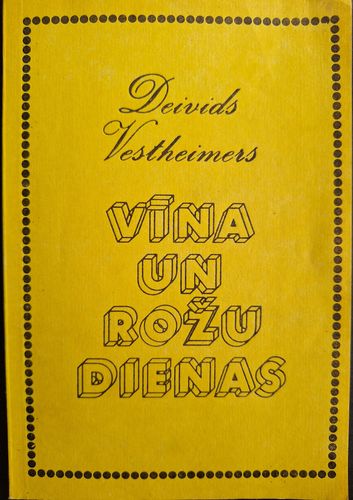 Deivids
Vestheimers
VĪNA
UN
ROŽU
DIENAS